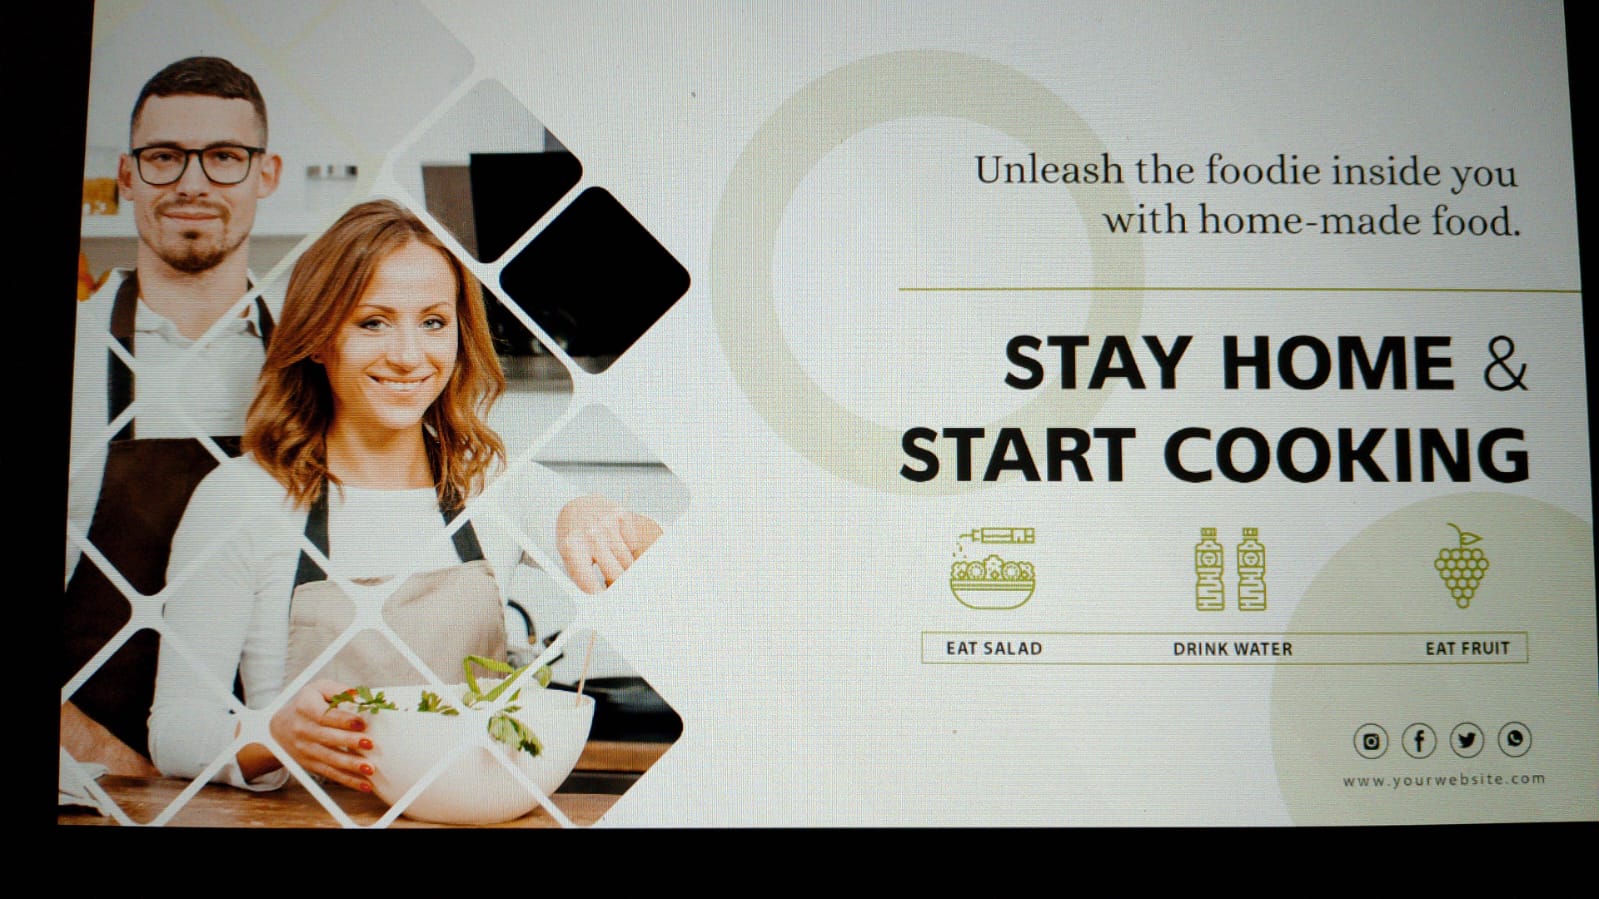 Unleash the foodie inside you
with home-made food.
STAY HOME &
START COOKING
EAT SALAD
DRINK WATER
EAT FRUIT
www.yourwebsite.com